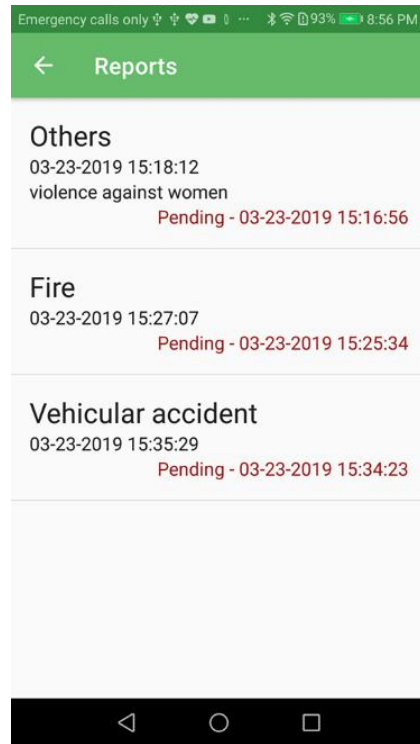 Emergency calls only 93% 8:56 PM
Reports
Others
03-23-2019 15:18:12
violence against women
Pending - 03-23-2019 15:16:56
Fire
03-23-2019 15:27:07
Pending - 03-23-2019 15:25:34
Vehicular accident
03-23-2019 15:35:29
Pending - 03-23-2019 15:34:23